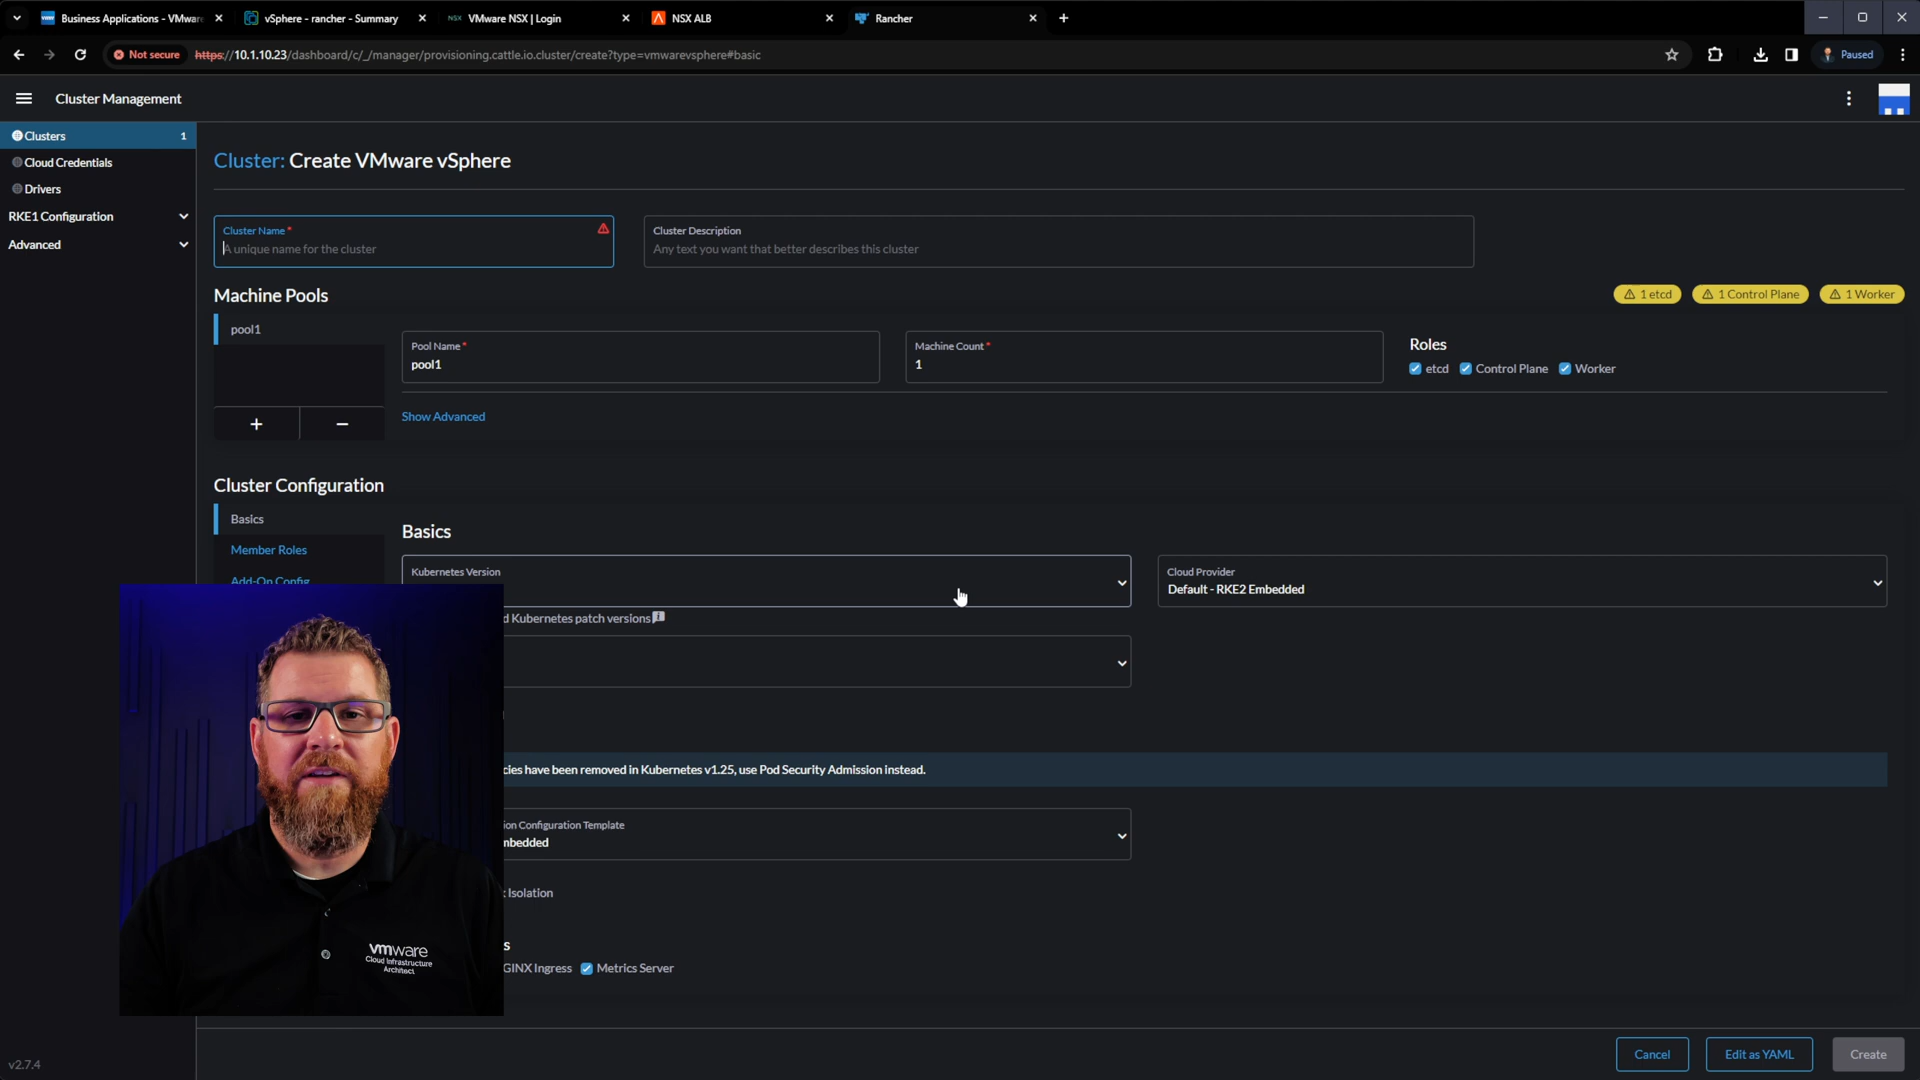 Business Applications - VMware
vSphere - rancher - Summary
NSX VMware NSX | Login
NSX ALB
Rancher
Not secure
https://10.1.10.23/dashboard/c/_/manager/provisioning.cattle.io.cluster/create?type=vmwarevsphere#basic
Paused
Cluster Management
Clusters 1
Cloud Credentials
Drivers
RKE1 Configuration
Advanced
Cluster: Create VMware vSphere
Cluster Name *
A unique name for the cluster
Cluster Description
Any text you want that better describes this cluster
Machine Pools
1 etcd
1 Control Plane
1 Worker
pool1
Pool Name *
pool1
Machine Count *
1
Roles
etcd Control Plane Worker
+ −
Show Advanced
Cluster Configuration
Basics
Member Roles
Add-On Config
Basics
Kubernetes Version
Cloud Provider
Default - RKE2 Embedded
d Kubernetes patch versions
cies have been removed in Kubernetes v1.25, use Pod Security Admission instead.
ion Configuration Template
mbedded
: Isolation
s
GINX Ingress Metrics Server
vmware
Cloud Infrastructure
Architect
v2.7.4
Cancel
Edit as YAML
Create